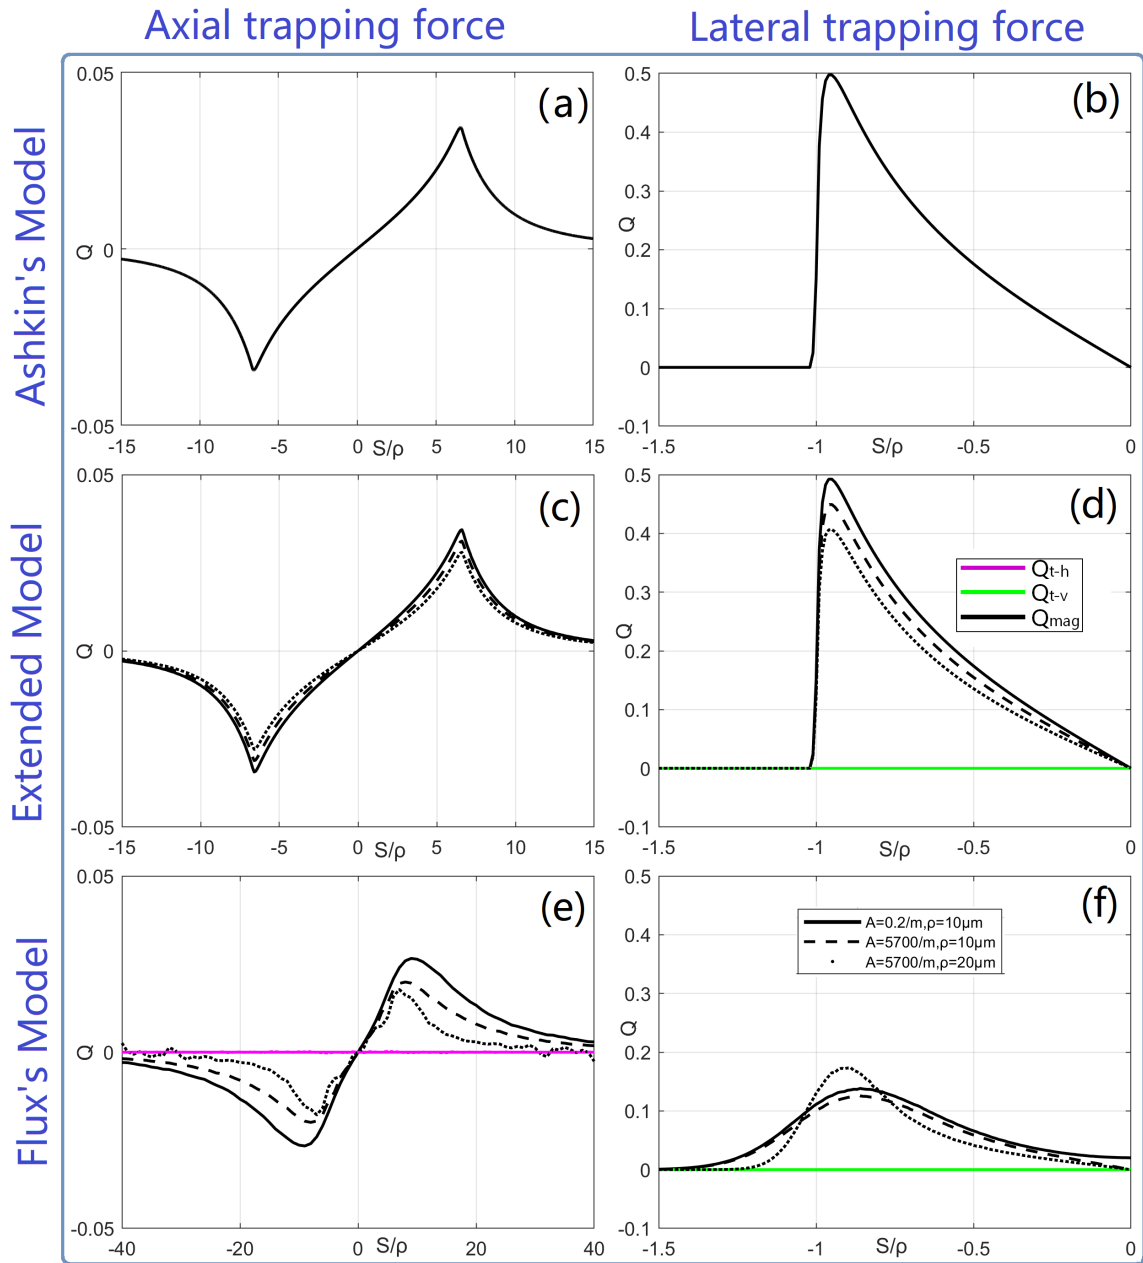 Axial trapping force
Lateral trapping force
Ashkin's Model
(a)
0.05
0
-0.05
Q
-15 -10 -5 0 5 10 15
S/ρ
(b)
0.5
0.4
0.3
0.2
0.1
0
-0.1
Q
-1.5 -1 -0.5 0
S/ρ
Extended Model
(c)
0.05
0
-0.05
Q
-15 -10 -5 0 5 10 15
S/ρ
(d)
0.5
0.4
0.3
0.2
0.1
0
-0.1
Q
Qt-h
Qt-v
Qmag
-1.5 -1 -0.5 0
S/ρ
Flux's Model
(e)
0.05
0
-0.05
Q
-40 -20 0 20 40
S/ρ
(f)
0.5
0.4
0.3
0.2
0.1
0
-0.1
Q
A=0.2/m,ρ=10μm
A=5700/m,ρ=10μm
A=5700/m,ρ=20μm
-1.5 -1 -0.5 0
S/ρ